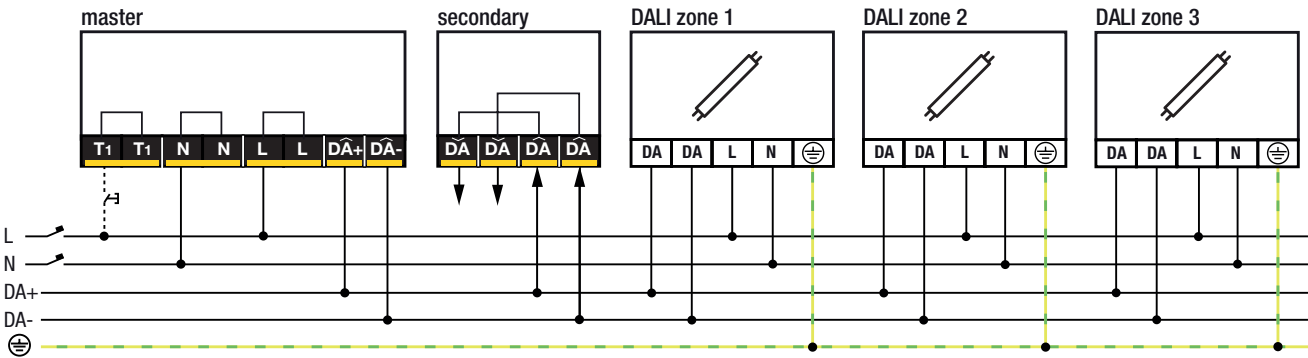 master secondary DALI zone 1 DALI zone 2 DALI zone 3
T1 T1 N N L L DA+ DA- DA DA DA DA DA DA L N DA DA L N DA DA L N
L
N
DA+
DA-